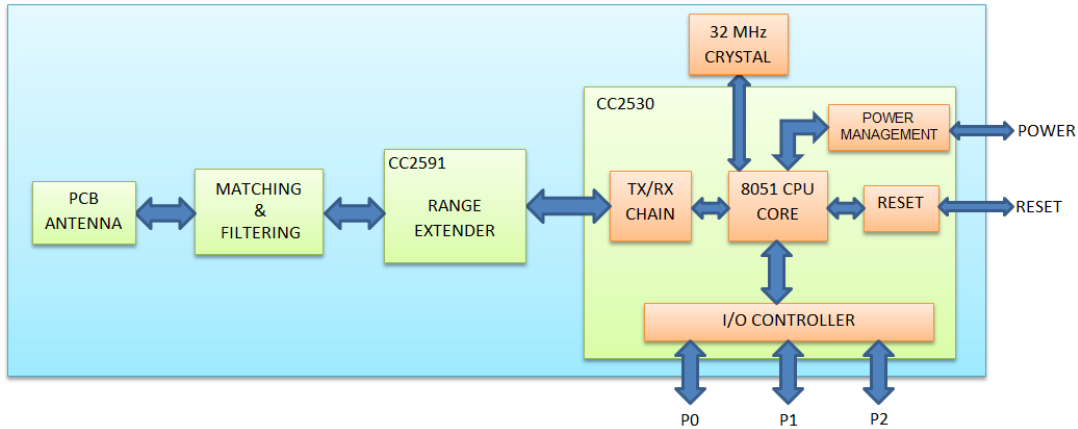 32 MHz
CRYSTAL
CC2530
POWER
MANAGEMENT
POWER
CC2591
PCB
ANTENNA
MATCHING
&
FILTERING
RANGE
EXTENDER
TX/RX
CHAIN
8051 CPU
CORE
RESET
RESET
I/O CONTROLLER
P0
P1
P2